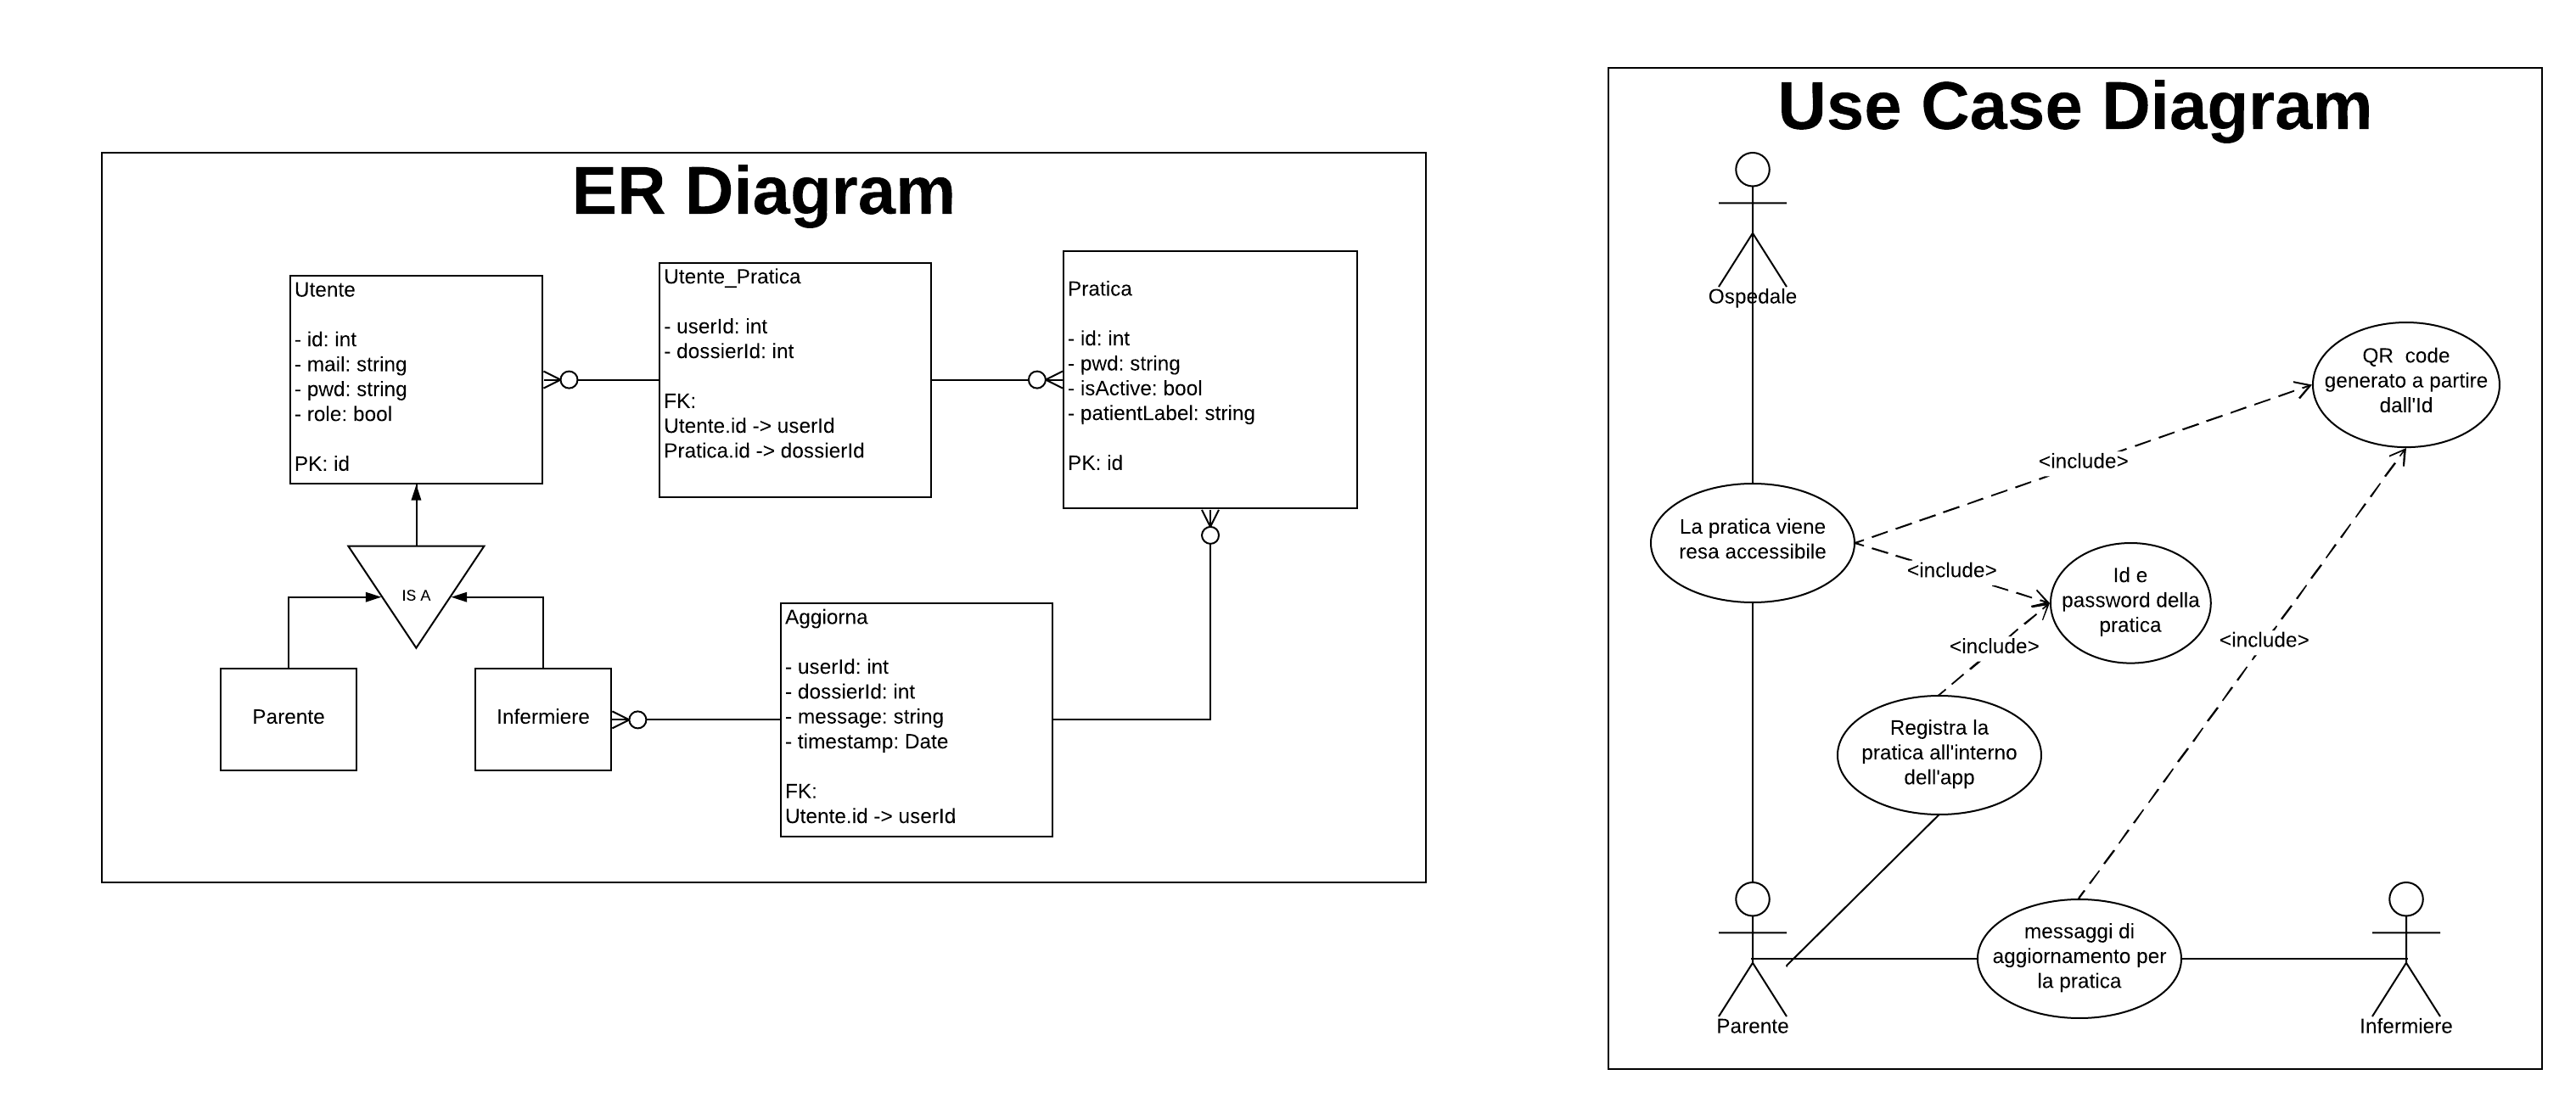 ER Diagram
Utente
- id: int
- mail: string
- pwd: string
- role: bool
PK: id
Utente_Pratica
- userId: int
- dossierId: int
FK:
Utente.id -> userId
Pratica.id -> dossierId
Pratica
- id: int
- pwd: string
- isActive: bool
- patientLabel: string
PK: id
IS A
Parente
Infermiere
Aggiorna
- userId: int
- dossierId: int
- message: string
- timestamp: Date
FK:
Utente.id -> userId
Use Case Diagram
Ospedale
QR  code
generato a partire
dall'Id
<include>
La pratica viene
resa accessibile
<include>
Id e
password della
pratica
<include>
<include>
Registra la
pratica all'interno
dell'app
messaggi di
aggiornamento per
la pratica
Parente
Infermiere